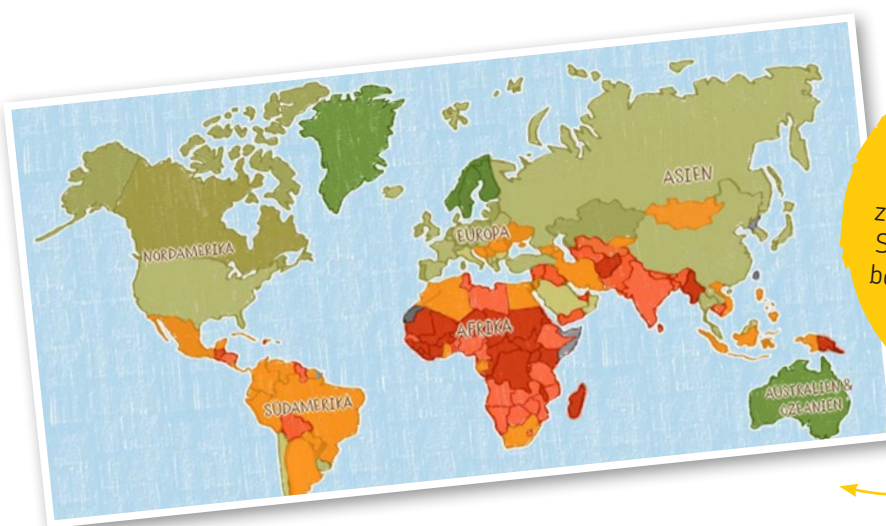 ASIEN
EUROPA
NORDAMERIKA
AFRIKA
SÜDAMERIKA
AUSTRALIEN &
OZEANIEN